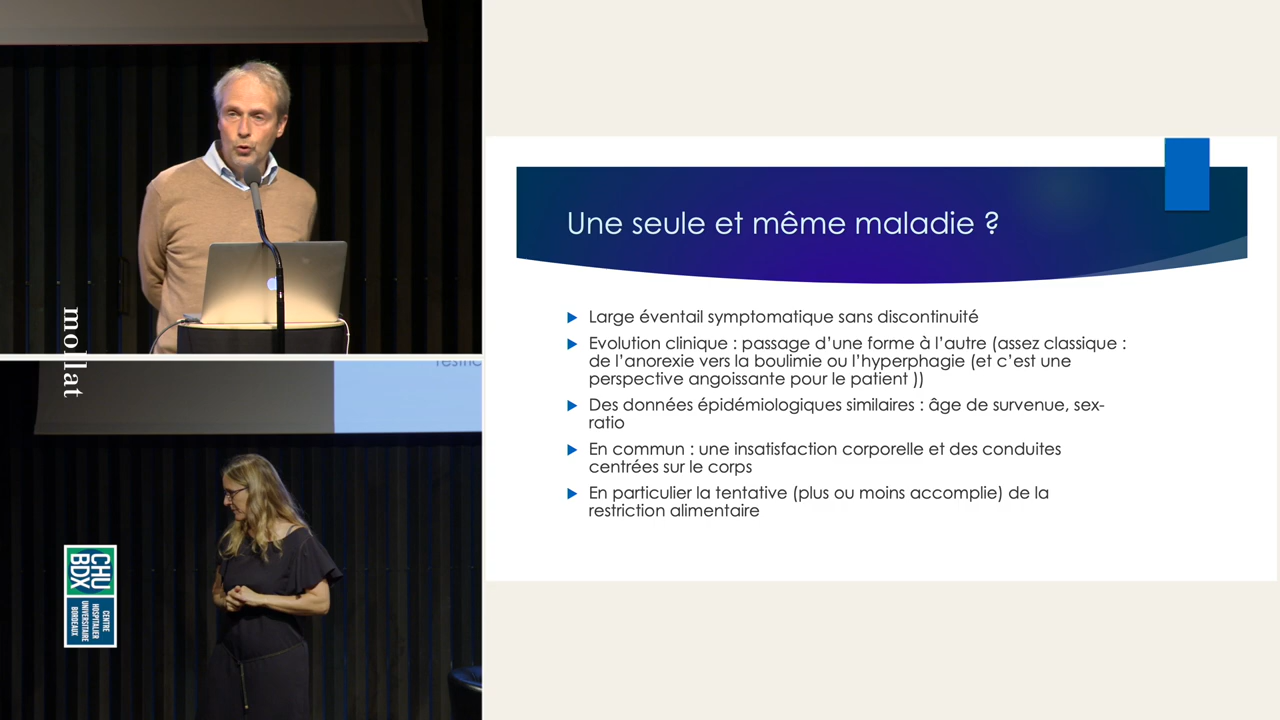 mollat
CHU
BDX
CENTRE
HOSPITALIER
UNIVERSITAIRE
BORDEAUX
Une seule et même maladie ?
Large éventail symptomatique sans discontinuité
Evolution clinique : passage d’une forme à l’autre (assez classique :
de l’anorexie vers la boulimie ou l’hyperphagie (et c’est une
perspective angoissante pour le patient ))
Des données épidémiologiques similaires : âge de survenue, sex-
ratio
En commun : une insatisfaction corporelle et des conduites
centrées sur le corps
En particulier la tentative (plus ou moins accomplie) de la
restriction alimentaire